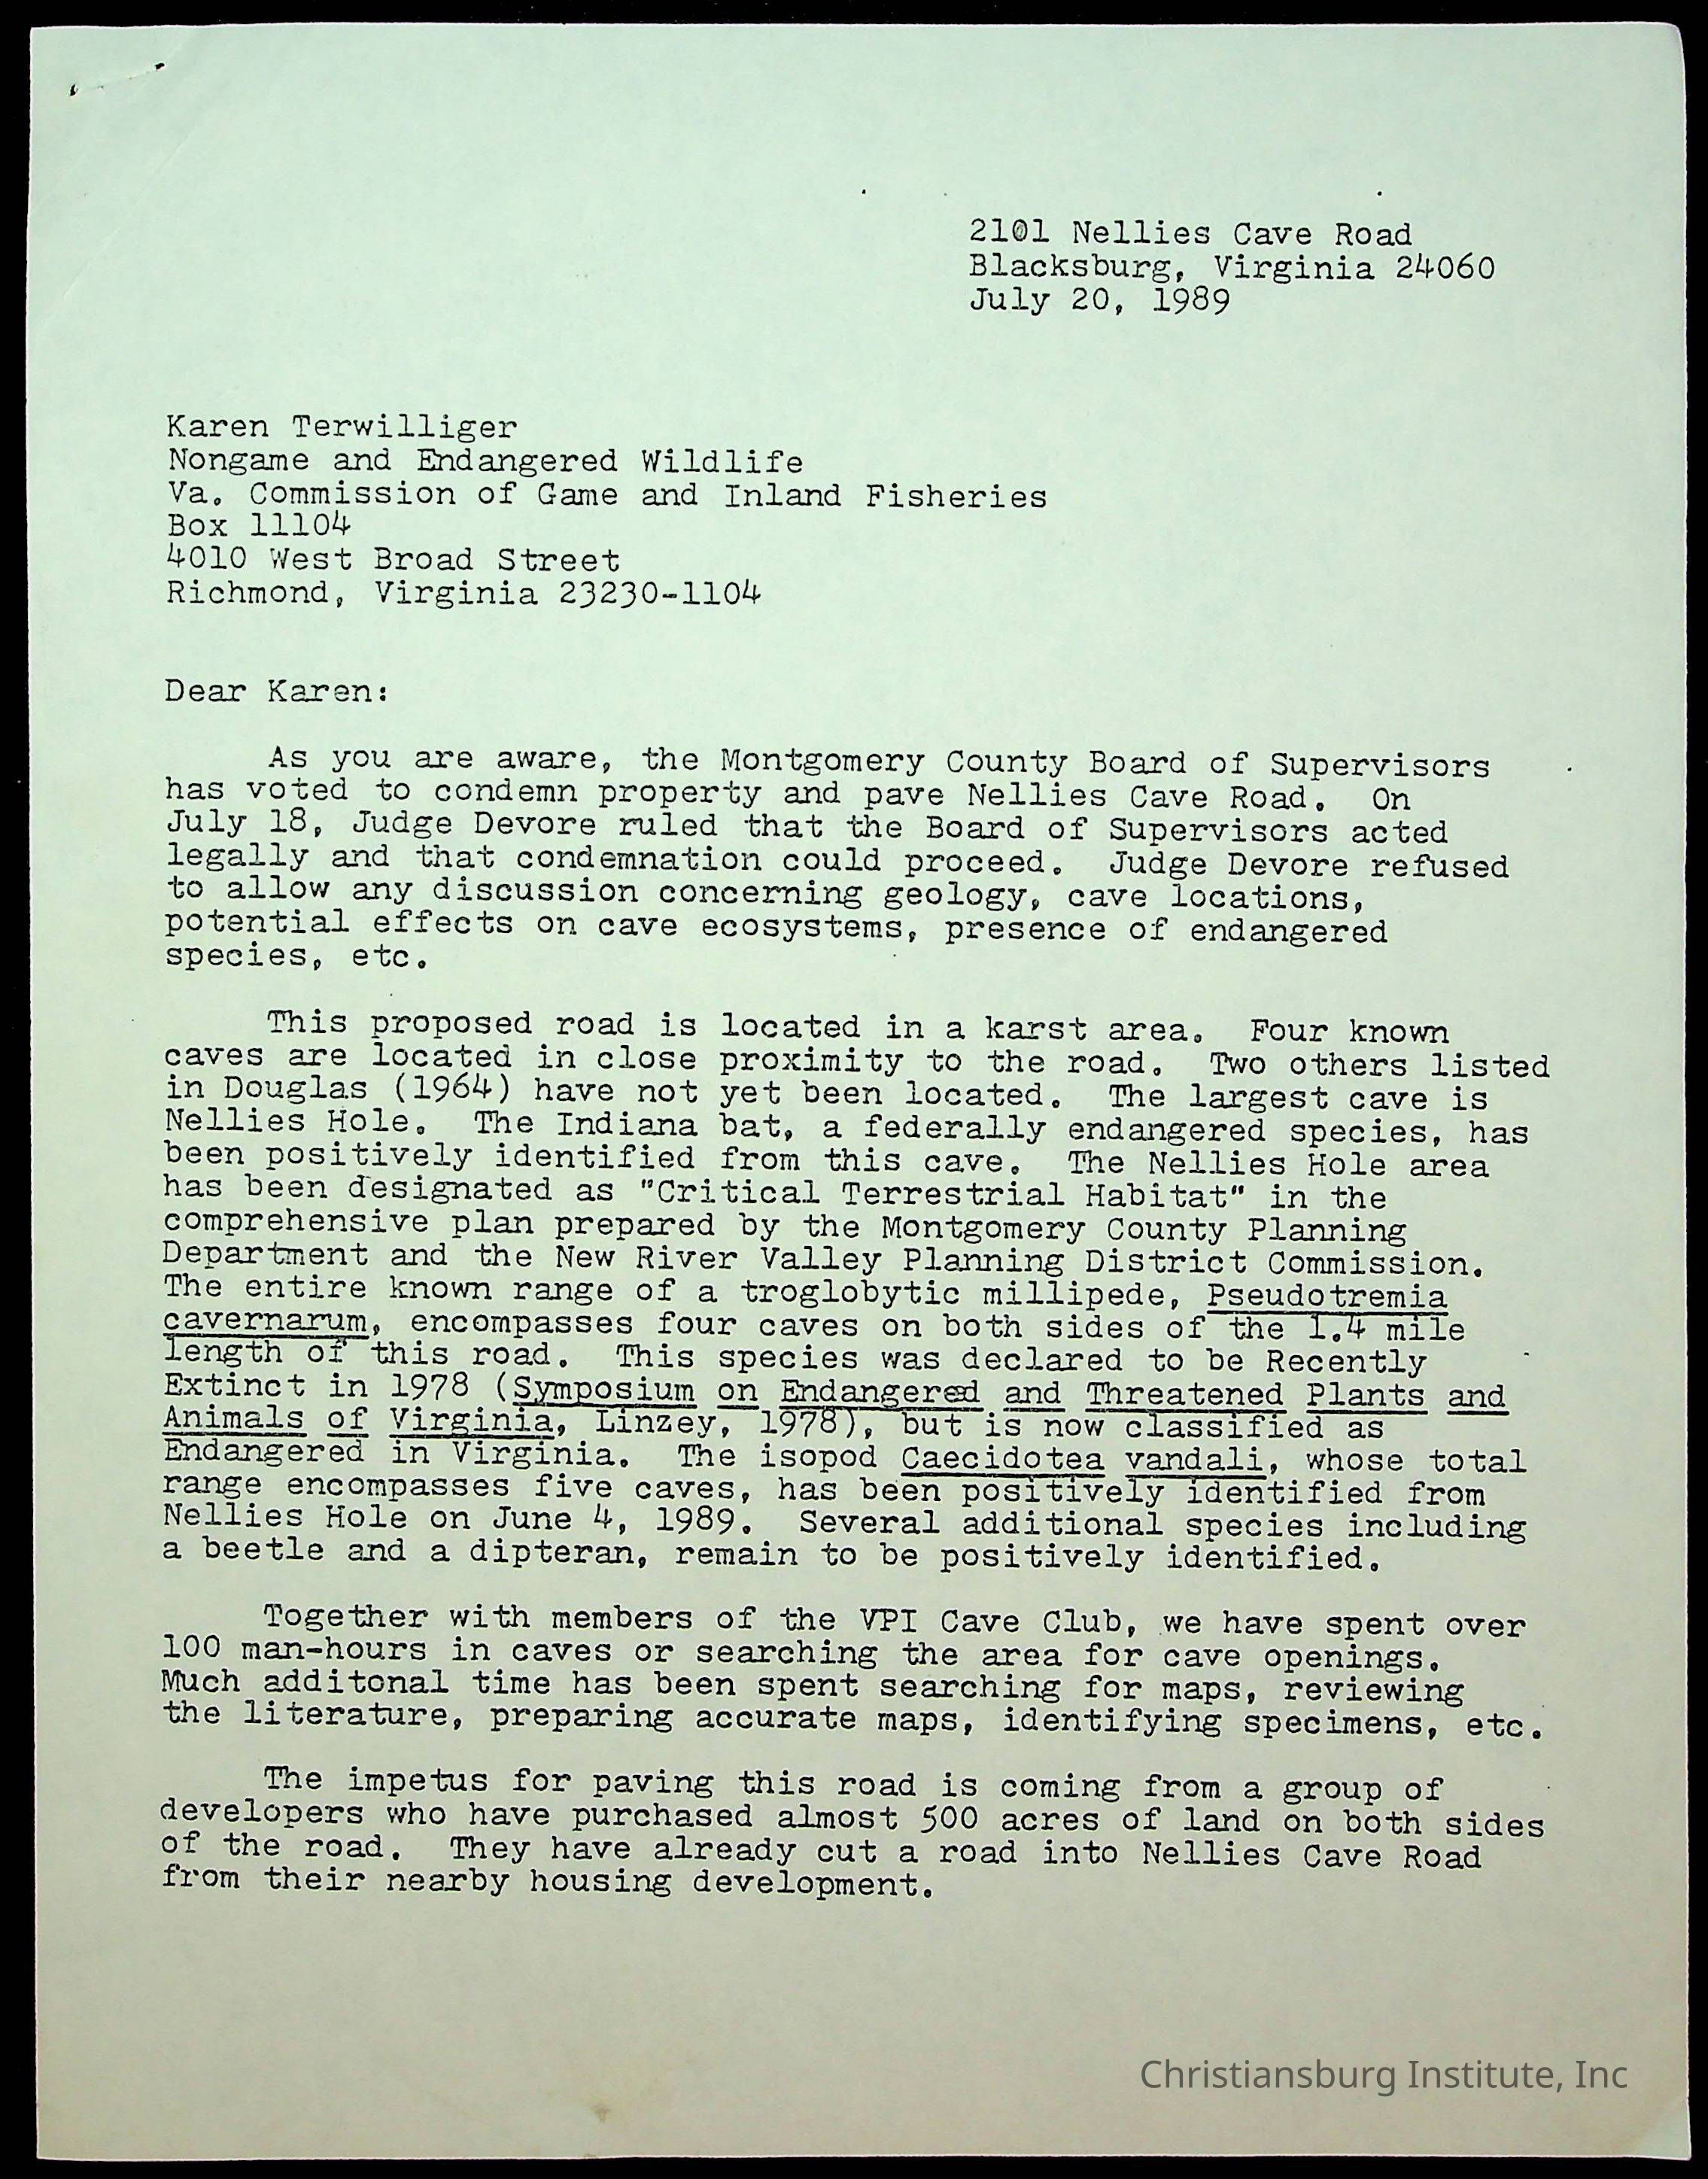 2101 Nellies Cave Road
Blacksburg, Virginia 24060
July 20, 1989
Karen Terwilliger
Nongame and Endangered Wildlife
Va. Commission of Game and Inland Fisheries
Box 11104
4010 West Broad Street
Richmond, Virginia 23230-1104
Dear Karen:
As you are aware, the Montgomery County Board of Supervisors
has voted to condemn property and pave Nellies Cave Road. On
July 18, Judge Devore ruled that the Board of Supervisors acted
legally and that condemnation could proceed. Judge Devore refused
to allow any discussion concerning geology, cave locations,
potential effects on cave ecosystems, presence of endangered
species, etc.
This proposed road is located in a karst area. Four known
caves are located in close proximity to the road. Two others listed
in Douglas (1964) have not yet been located. The largest cave is
Nellies Hole. The Indiana bat, a federally endangered species, has
been positively identified from this cave. The Nellies Hole area
has been designated as "Critical Terrestrial Habitat" in the
comprehensive plan prepared by the Montgomery County Planning
Department and the New River Valley Planning District Commission.
The entire known range of a troglobytic millipede, Pseudotremia
cavernarum, encompasses four caves on both sides of the 1.4 mile
length of this road. This species was declared to be Recently
Extinct in 1978 (Symposium on Endangered and Threatened Plants and
Animals of Virginia, Linzey, 1978), but is now classified as
Endangered in Virginia. The isopod Caecidotea vandali, whose total
range encompasses five caves, has been positively identified from
Nellies Hole on June 4, 1989. Several additional species including
a beetle and a dipteran, remain to be positively identified.
Together with members of the VPI Cave Club, we have spent over
100 man-hours in caves or searching the area for cave openings.
Much additonal time has been spent searching for maps, reviewing
the literature, preparing accurate maps, identifying specimens, etc.
The impetus for paving this road is coming from a group of
developers who have purchased almost 500 acres of land on both sides
of the road. They have already cut a road into Nellies Cave Road
from their nearby housing development.
Christiansburg Institute, Inc